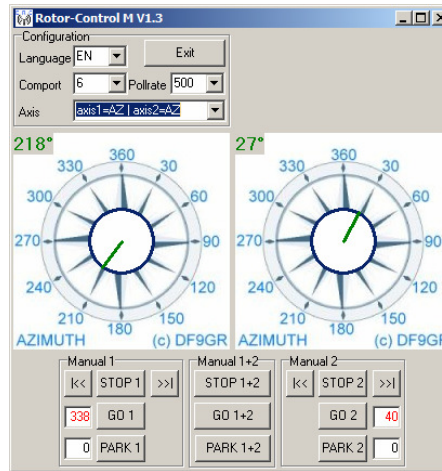 Rotor-Control M V1.3
Configuration
Language EN Exit
Comport 6 Pollrate 500
Axis axis1=AZ | axis2=AZ
218° 27°
360 360
330 30 330 30
300 60 300 60
270 90 270 90
240 120 240 120
210 150 210 150
180 180
AZIMUTH (c) DF9GR AZIMUTH (c) DF9GR
Manual 1 Manual 1+2 Manual 2
|<< STOP 1 >>| STOP 1+2 |<< STOP 2 >>|
338 GO 1 GO 1+2 GO 2 40
0 PARK 1 PARK 1+2 PARK 2 0